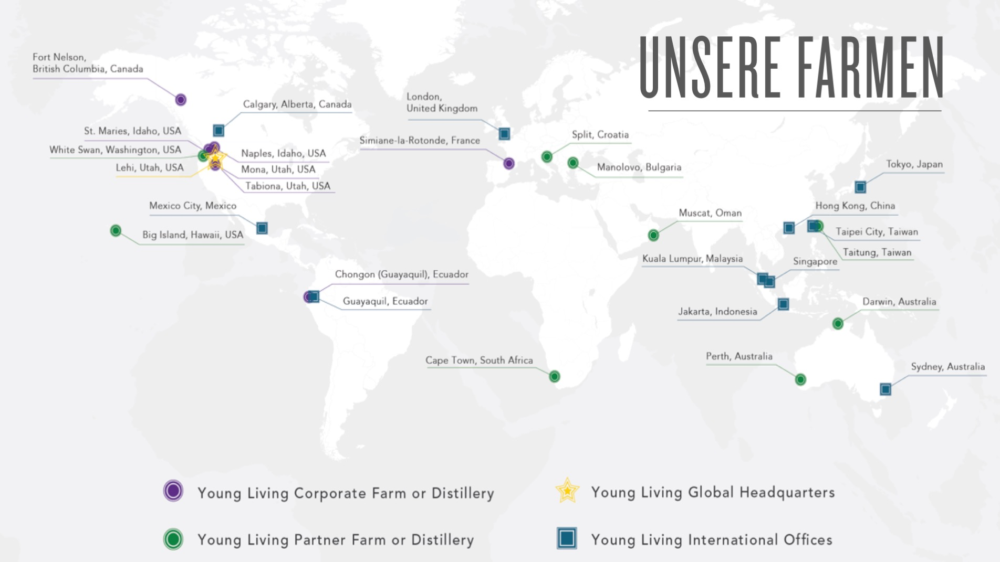 UNSERE FARMEN
Fort Nelson,
British Columbia, Canada
Calgary, Alberta, Canada
St. Maries, Idaho, USA
White Swan, Washington, USA
Lehi, Utah, USA
Naples, Idaho, USA
Mona, Utah, USA
Tabiona, Utah, USA
Mexico City, Mexico
Big Island, Hawaii, USA
Chongon (Guayaquil), Ecuador
Guayaquil, Ecuador
London,
United Kingdom
Simiane-la-Rotonde, France
Split, Croatia
Manolovo, Bulgaria
Cape Town, South Africa
Muscat, Oman
Tokyo, Japan
Hong Kong, China
Taipei City, Taiwan
Taitung, Taiwan
Kuala Lumpur, Malaysia
Singapore
Jakarta, Indonesia
Darwin, Australia
Perth, Australia
Sydney, Australia
Young Living Corporate Farm or Distillery
Young Living Global Headquarters
Young Living Partner Farm or Distillery
Young Living International Offices